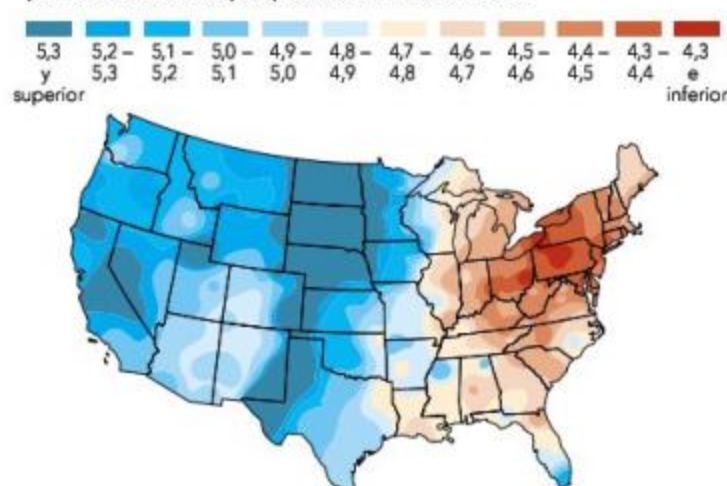 5,3 5,2 – 5,1 – 5,0 – 4,9 – 4,8 – 4,7 – 4,6 – 4,5 – 4,4 – 4,3 – 4,3
y 5,3 5,2 5,1 5,0 4,9 4,8 4,7 4,6 4,5 4,4 e
superior inferior